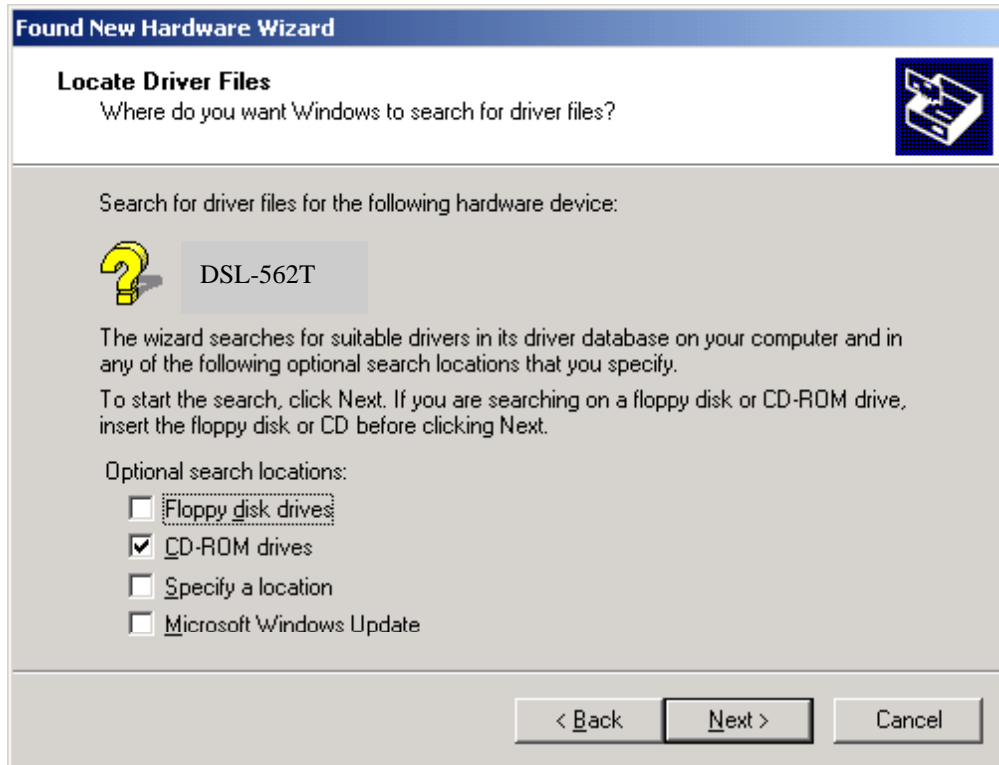 Found New Hardware Wizard
Locate Driver Files
Where do you want Windows to search for driver files?
Search for driver files for the following hardware device:
DSL-562T
The wizard searches for suitable drivers in its driver database on your computer and in
any of the following optional search locations that you specify.
To start the search, click Next. If you are searching on a floppy disk or CD-ROM drive,
insert the floppy disk or CD before clicking Next.
Optional search locations:
Floppy disk drives
CD-ROM drives
Specify a location
Microsoft Windows Update
< Back Next > Cancel